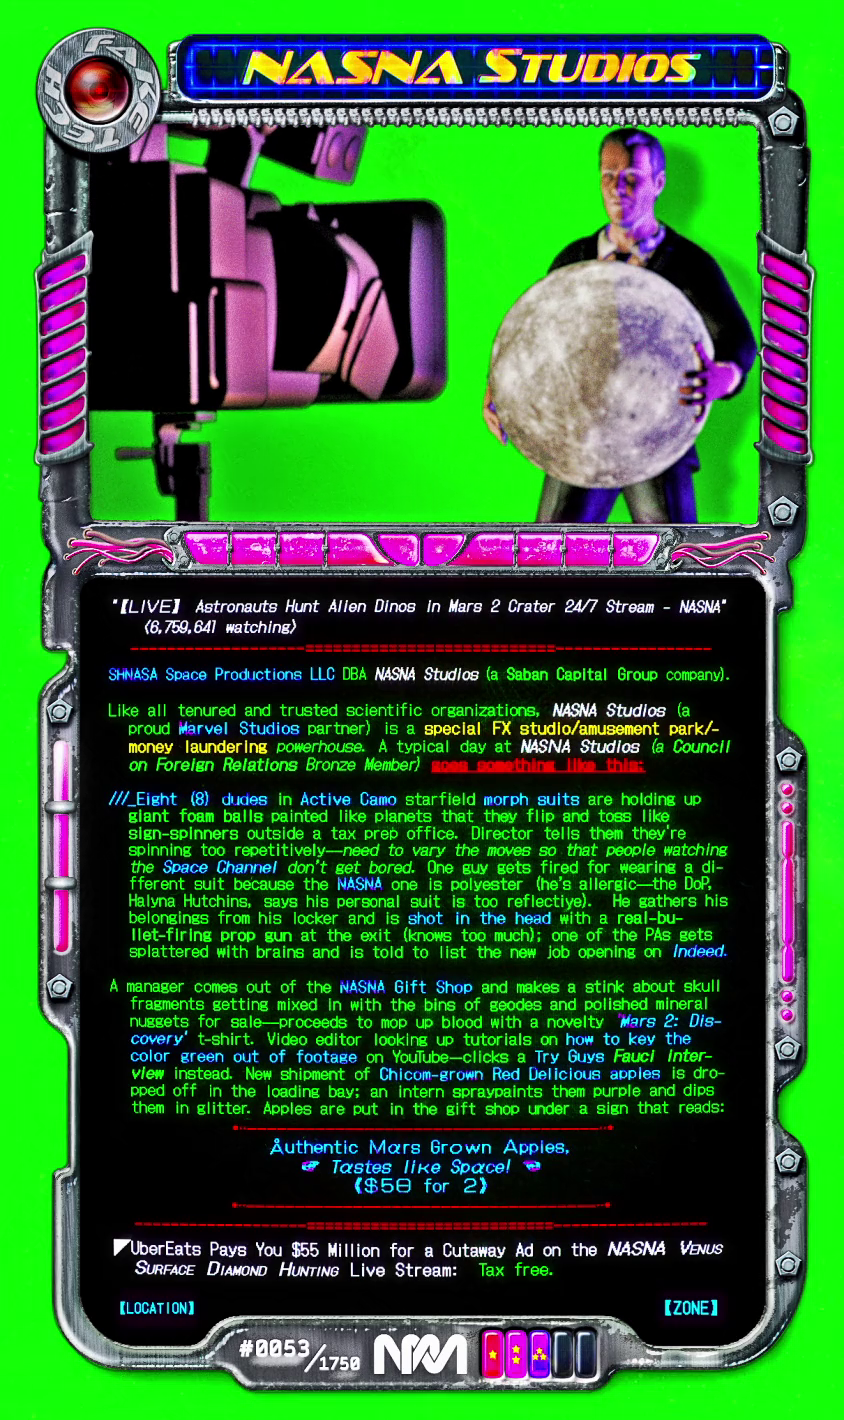 FAKE TECH
NASNA STUDIOS
"【LIVE】 Astronauts Hunt Alien Dinos in Mars 2 Crater 24/7 Stream - NASNA"
(6,759,641 watching)
SHNASA Space Productions LLC DBA NASNA Studios (a Saban Capital Group company).
Like all tenured and trusted scientific organizations, NASNA Studios (a
proud Marvel Studios partner) is a special FX studio/amusement park/-
money laundering powerhouse. A typical day at NASNA Studios (a Council
on Foreign Relations Bronze Member) goes something like this:
///_Eight (8) dudes in Active Camo starfield morph suits are holding up
giant foam balls painted like planets that they flip and toss like
sign-spinners outside a tax prep office. Director tells them they're
spinning too repetitively—need to vary the moves so that people watching
the Space Channel don't get bored. One guy gets fired for wearing a di-
fferent suit because the NASNA one is polyester (he's allergic—the DoP,
Halyna Hutchins, says his personal suit is too reflective). He gathers his
belongings from his locker and is shot in the head with a real-bu-
llet-firing prop gun at the exit (knows too much); one of the PAs gets
splattered with brains and is told to list the new job opening on Indeed.
A manager comes out of the NASNA Gift Shop and makes a stink about skull
fragments getting mixed in with the bins of geodes and polished mineral
nuggets for sale—proceeds to mop up blood with a novelty 'Mars 2: Dis-
covery' t-shirt. Video editor looking up tutorials on how to key the
color green out of footage on YouTube—clicks a Try Guys Fauci inter-
view instead. New shipment of Chicom-grown Red Delicious apples is dro-
pped off in the loading bay; an intern spraypaints them purple and dips
them in glitter. Apples are put in the gift shop under a sign that reads:
Authentic Mars Grown Apples,
Tastes like Space!
($50 for 2)
UberEats Pays You $55 Million for a Cutaway Ad on the NASNA VENUS
SURFACE DIAMOND HUNTING Live Stream: Tax free.
【LOCATION】 【ZONE】
#0053/1750 NPM